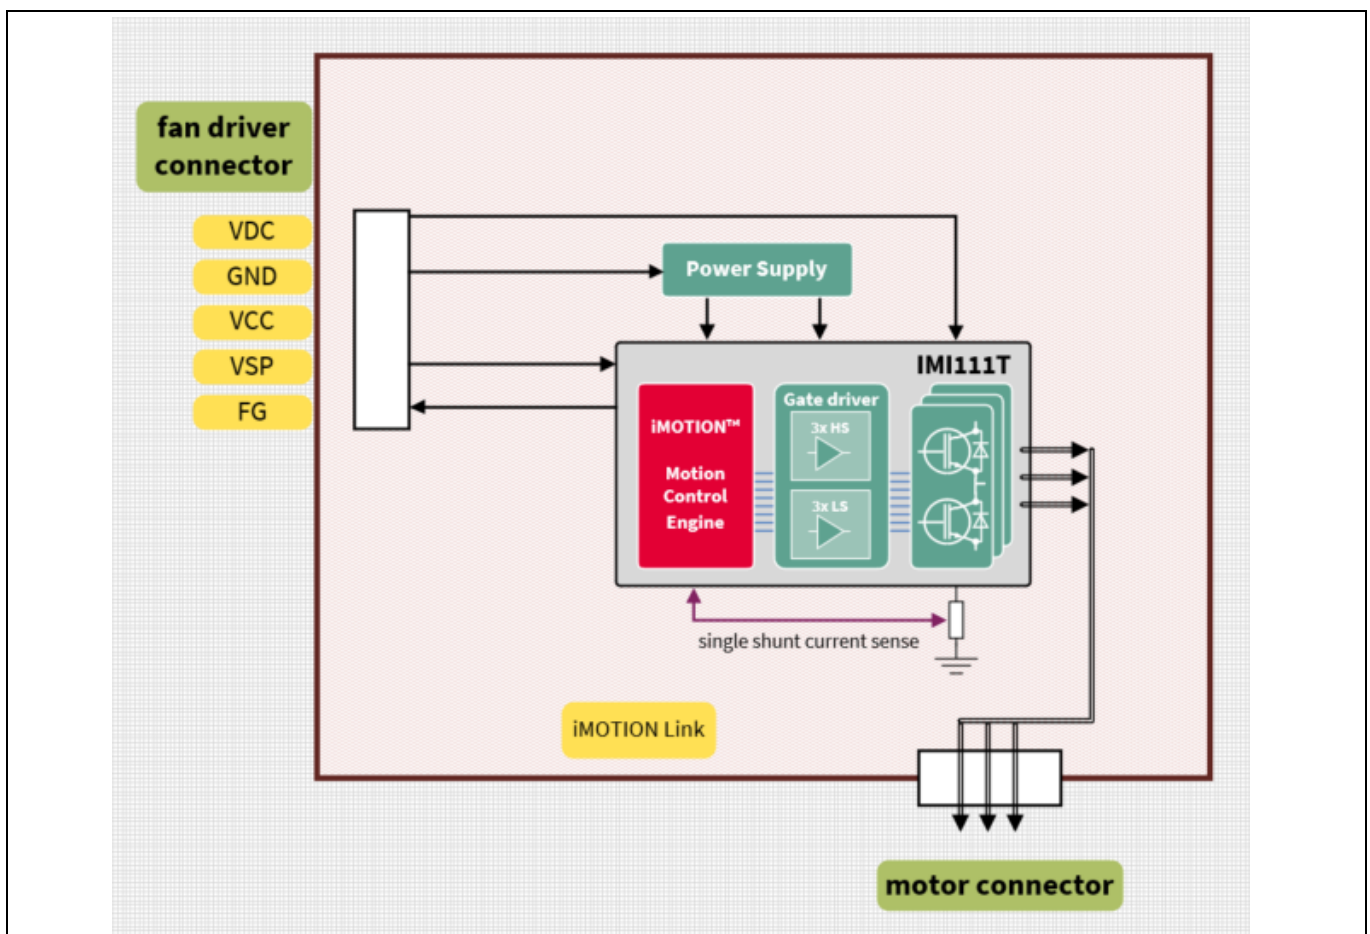 fan driver
connector
VDC
GND
VCC
VSP
FG
Power Supply
IMI111T
iMOTION™
Motion
Control
Engine
Gate driver
3x HS
3x LS
single shunt current sense
iMOTION Link
motor connector